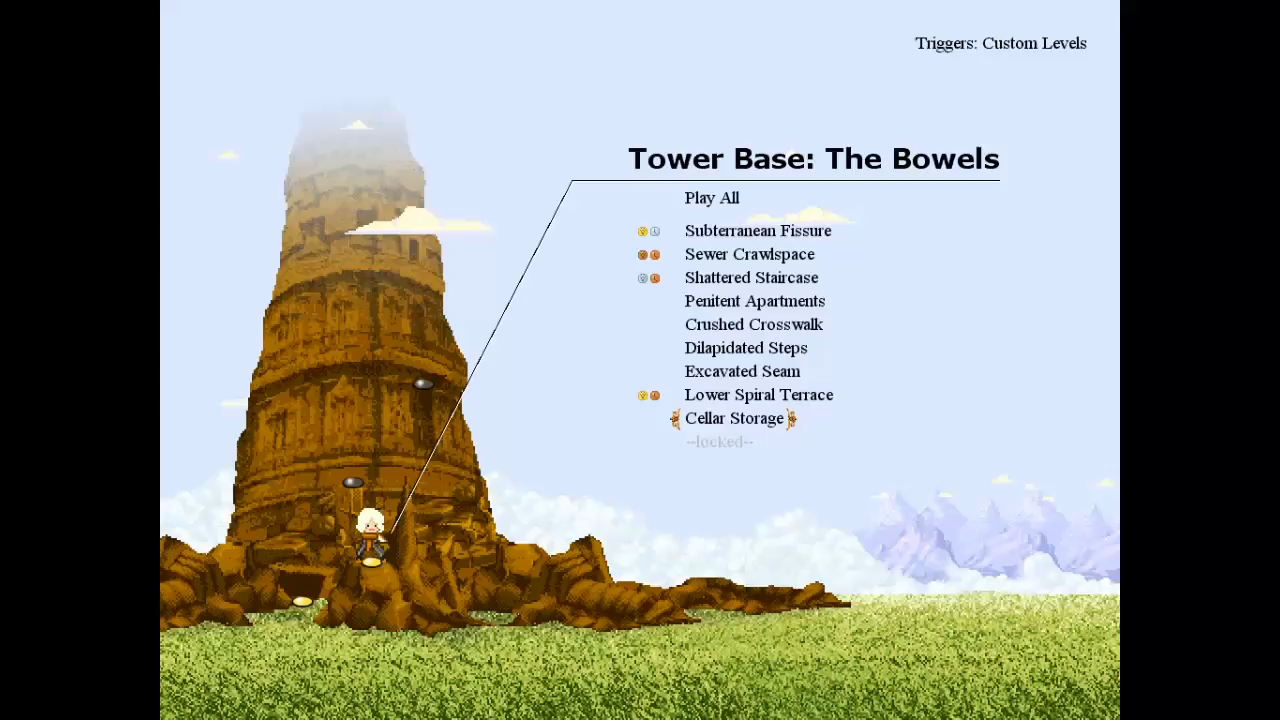 Triggers: Custom Levels
Tower Base: The Bowels
Play All
Subterranean Fissure
Sewer Crawlspace
Shattered Staircase
Penitent Apartments
Crushed Crosswalk
Dilapidated Steps
Excavated Seam
Lower Spiral Terrace
Cellar Storage
--locked--